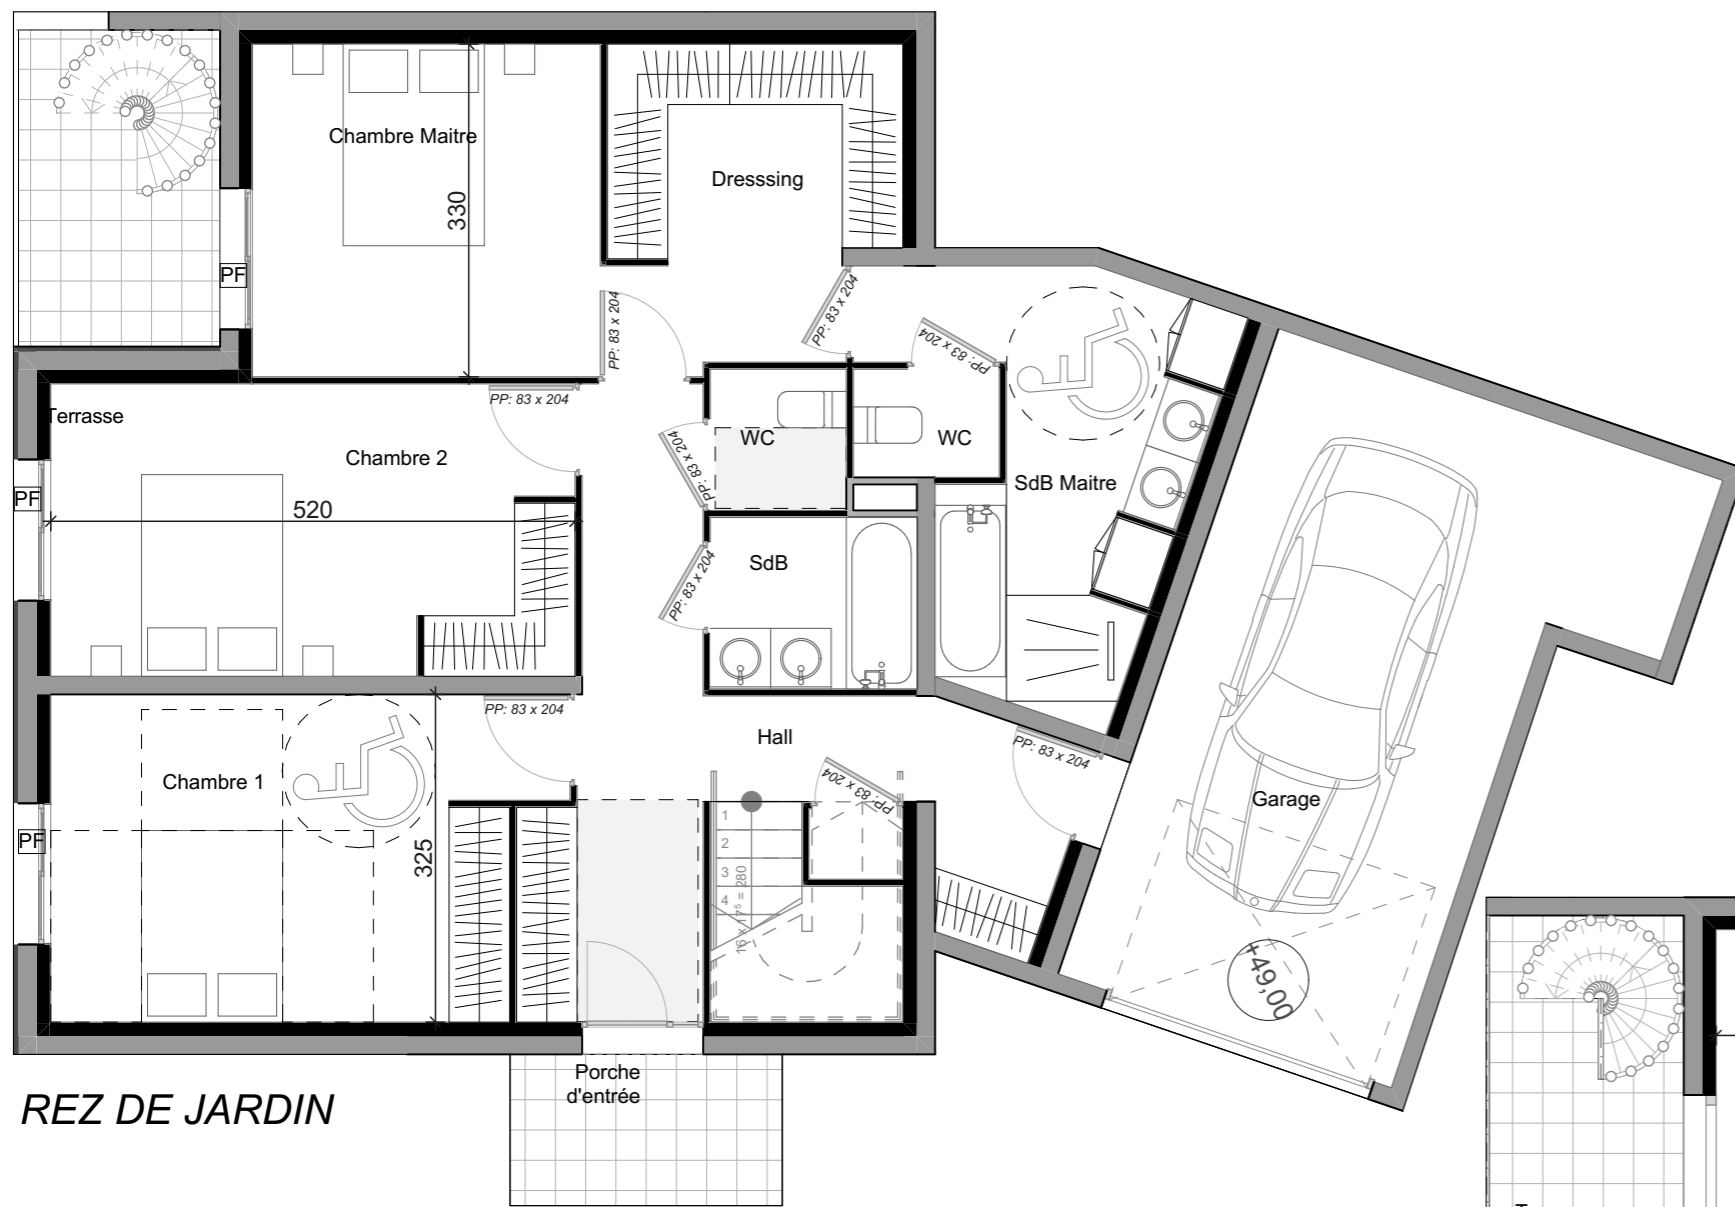 Chambre Maitre
330
PF
Dresssing
PP: 83 x 204
PP: 83 x 204
PP: 83 x 204
Terrasse
PP: 83 x 204
Chambre 2
PF
520
WC
PP: 83 x 204
WC
SdB Maitre
SdB
PP: 83 x 204
PP: 83 x 204
Hall
PP: 83 x 204
Chambre 1
PP: 83 x 204
Garage
PF
325
1
2
3
4
16 x 17⁵ = 280
+49,00
Porche
d'entrée
REZ DE JARDIN